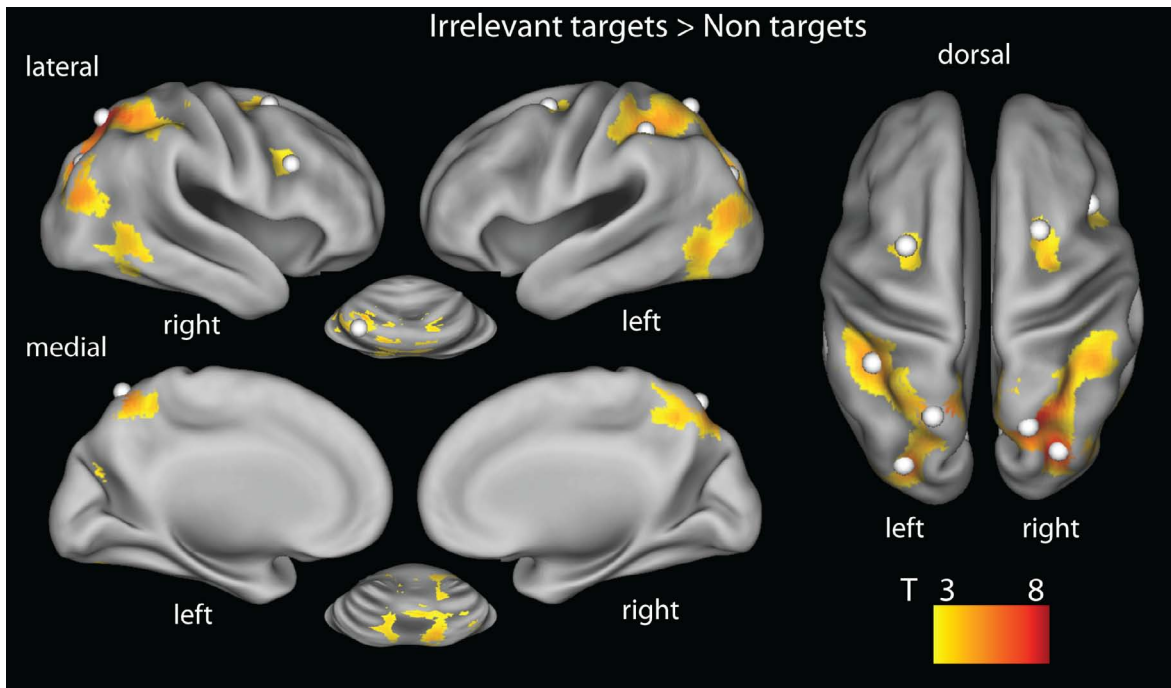 Irrelevant targets > Non targets
lateral
dorsal
right
left
medial
left
right
left
right
T 3 8